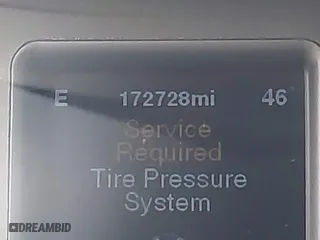 E 172728mi 46
Service
Required
Tire Pressure
System
DREAMBID